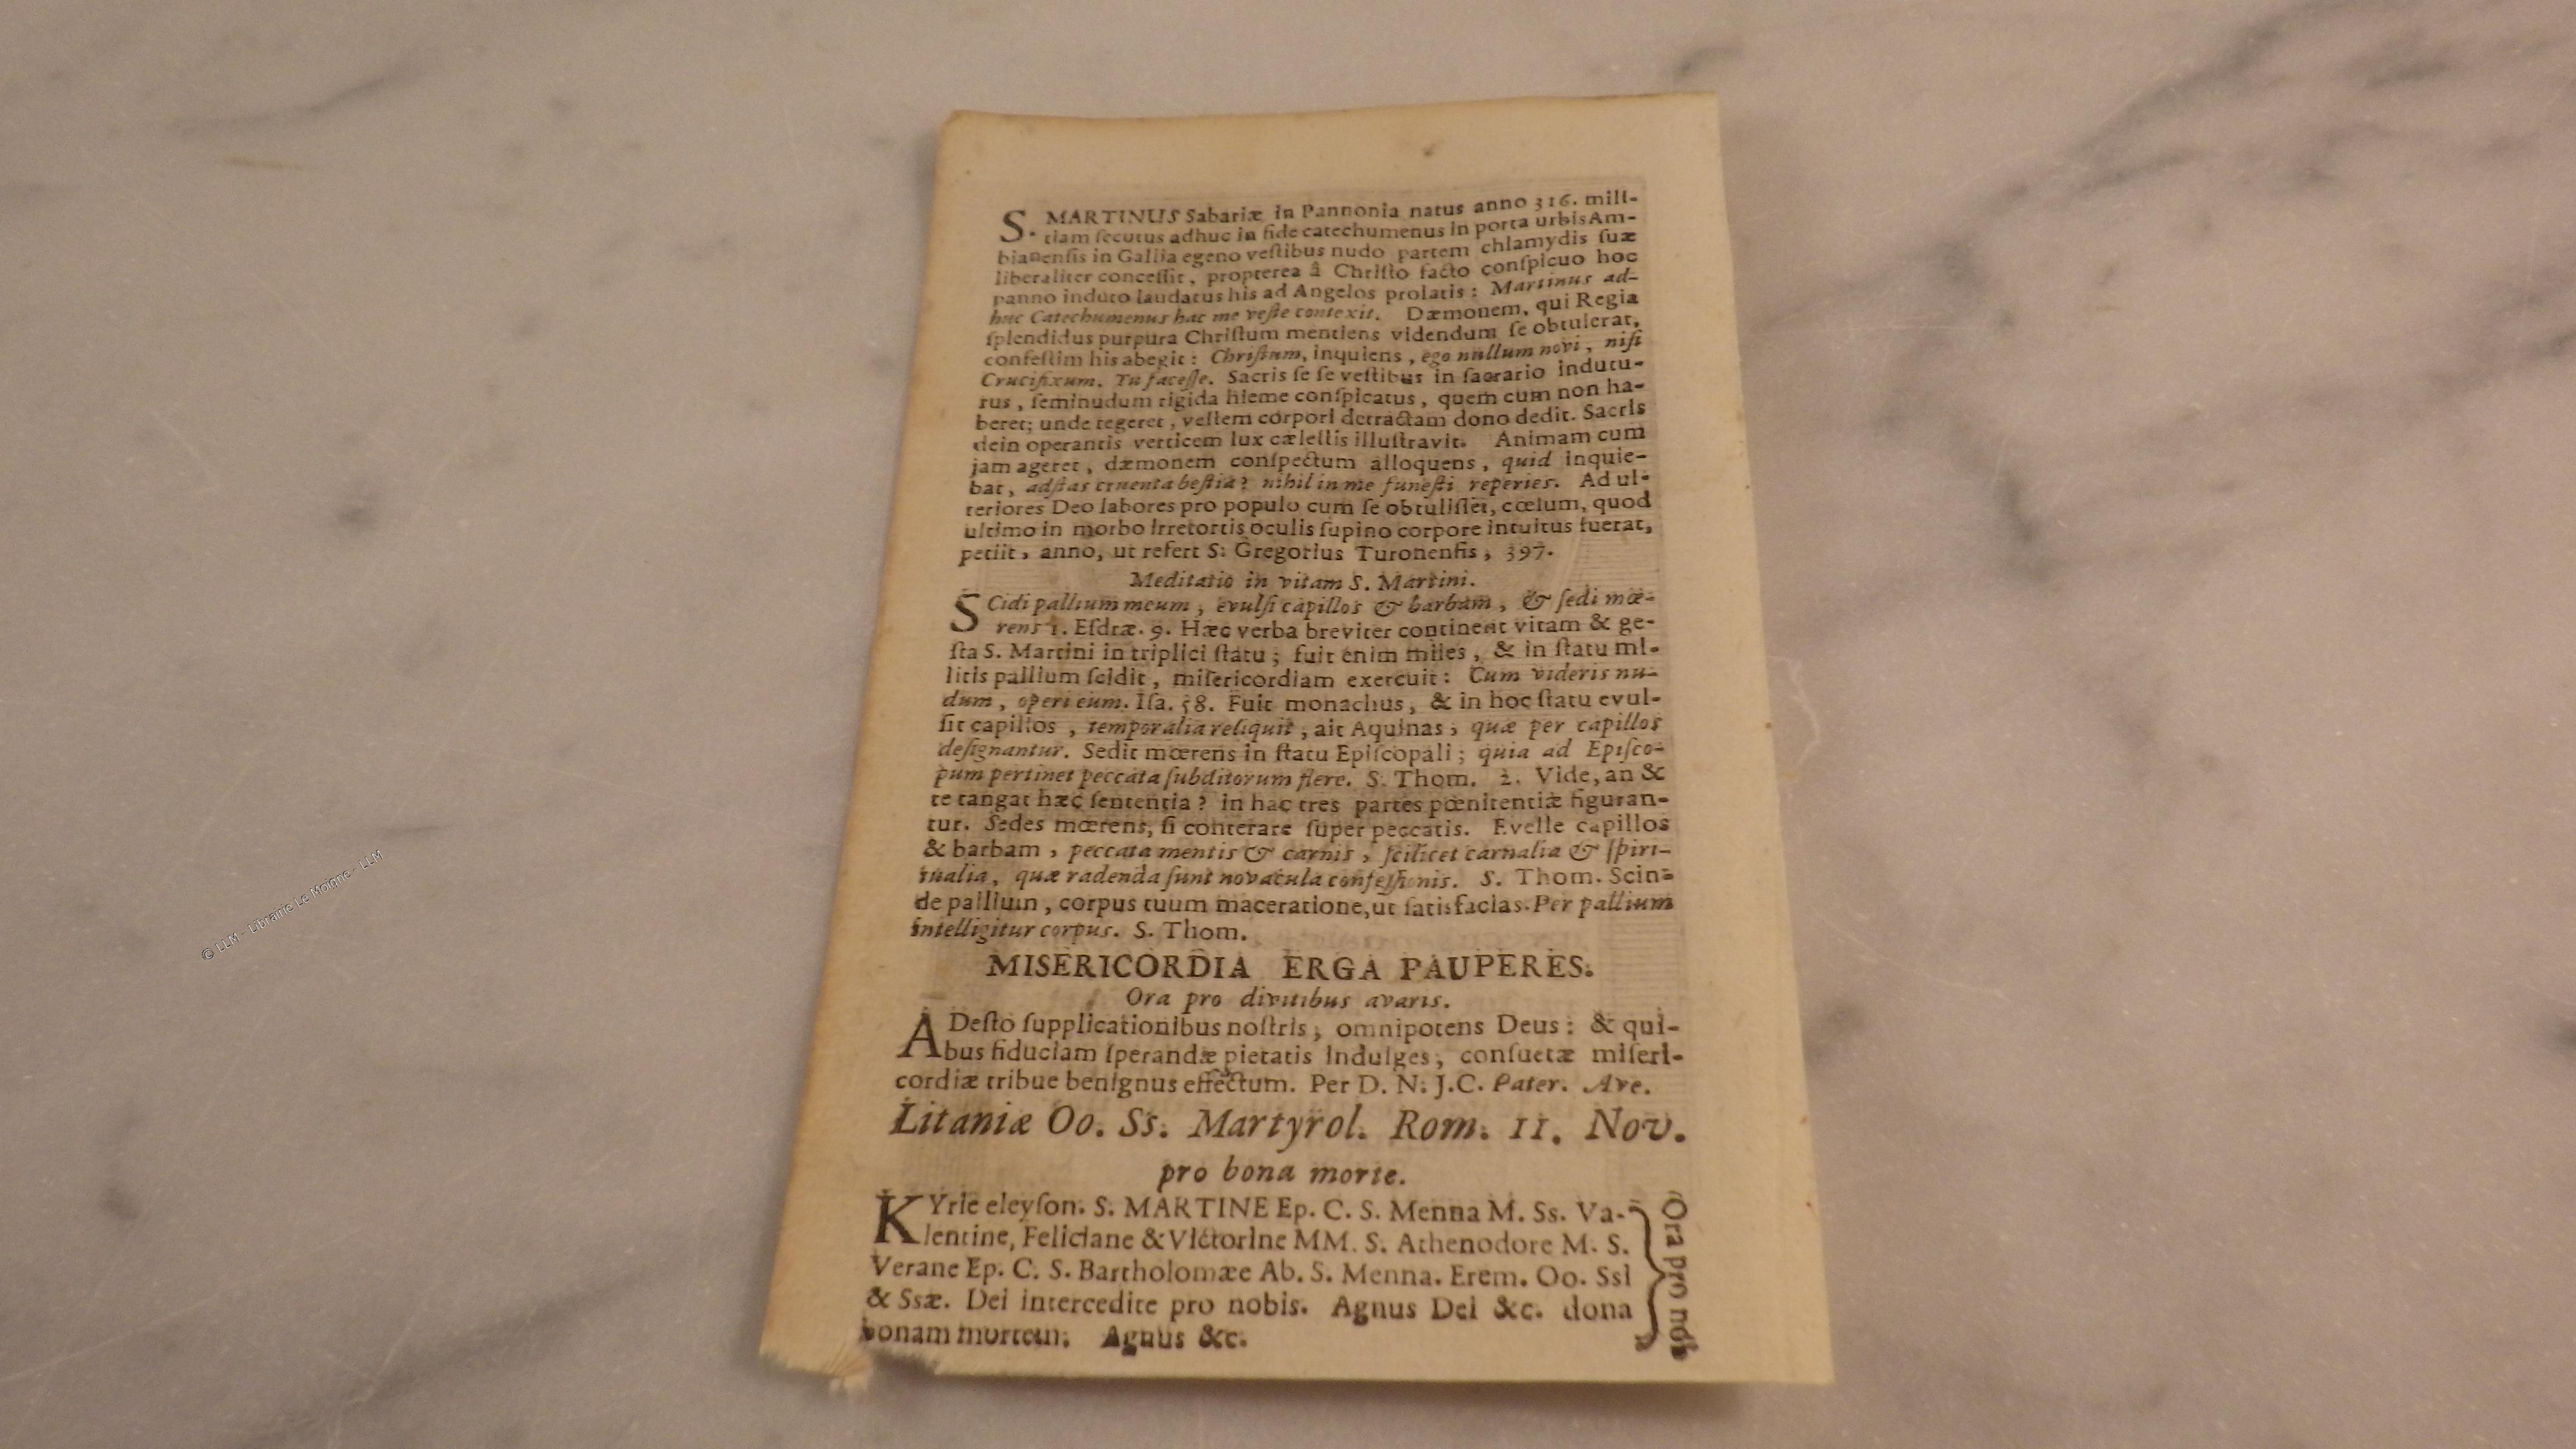 S. MARTINUS Sabariæ in Pannonia natus anno 316. mili-
tiam ſecutus adhuc in fide catechumenus in porta urbis Am-
bianenſis in Gallia egeno veſtibus nudo partem chlamydis ſuæ
liberaliter conceſſit, propterea â Chriſto facto conſpicuo hoc
panno induto laudatus his ad Angelos prolatis: Martinus ad-
huc Catechumenus hac me veſte contexit. Dæmonem, qui Regia
ſplendidus purpura Chriſtum mentiens videndum ſe obtulerat,
confeſtim his abegit: Chriſtum, inquiens, ego nullum novi, niſi
Crucifixum. Tu faceſſe. Sacris ſe ſe veſtibus in ſacrario indutu-
rus, ſeminudum rigida hieme conſpicatus, quem cum non ha-
beret; unde tegeret, veſtem corpori detractam dono dedit. Sacris
dein operantis verticem lux cæleſtis illuſtravit. Animam cum
jam ageret, dæmonem conſpectum alloquens, quid inquie-
bat, adſtas cruenta beſtia? nihil in me funeſti reperies. Ad ul-
teriores Deo labores pro populo cum ſe obtuliſſet, cœlum, quod
ultimo in morbo irretortis oculis ſupino corpore intuitus fuerat,
petiit, anno, ut refert S: Gregorius Turonenſis, 397.
Meditatio in vitam S. Martini.
SCidi pallium meum, evulſi capillos & barbam, & ſedi mœ-
rens 1. Eſdræ. 9. Hæc verba breviter continent vitam & ge-
ſta S. Martini in triplici ſtatu; fuit enim miles, & in ſtatu mi-
litis pallium ſcidit, miſericordiam exercuit: Cum videris nu-
dum, operi eum. Iſa. 58. Fuit monachus, & in hoc ſtatu evul-
ſit capillos, temporalia reliquit, ait Aquinas; quæ per capillos
deſignantur. Sedit mœrens in ſtatu Epiſcopali; quia ad Epiſco-
pum pertinet peccata ſubditorum flere. S. Thom. 2. Vide, an &
te tangat hæc ſententia? in hac tres partes pœnitentiæ figuran-
tur. Sedes mœrens, ſi conterare ſuper peccatis. Evelle capillos
& barbam, peccata mentis & carnis, ſcilicet carnalia & ſpiri-
tualia, quæ radenda ſunt novacula confeſſionis. S. Thom. Scin-
de pallium, corpus tuum maceratione, ut ſatisfacias. Per pallium
intelligitur corpus. S. Thom.
MISERICORDIA ERGA PAUPERES.
Ora pro divitibus avaris.
ADeſto ſupplicationibus noſtris, omnipotens Deus: & qui-
bus fiduciam ſperandæ pietatis indulges, conſuetæ miſeri-
cordiæ tribue benignus effectum. Per D. N. J.C. Pater. Ave.
Litaniæ Oo. Ss. Martyrol. Rom. 11. Nov.
pro bona morte.
KYrie eleyſon. S. MARTINE Ep. C. S. Menna M. Ss. Va-
lentine, Feliciane & Victorine MM. S. Athenodore M. S.
Verane Ep. C. S. Bartholomæe Ab. S. Menna. Erem. Oo. Ssi
& Ssæ. Dei intercedite pro nobis. Agnus Dei &c. dona
bonam mortem. Agnus &c.
Ora pro nob.
© LLM - Librairie Le Moigne - LLM